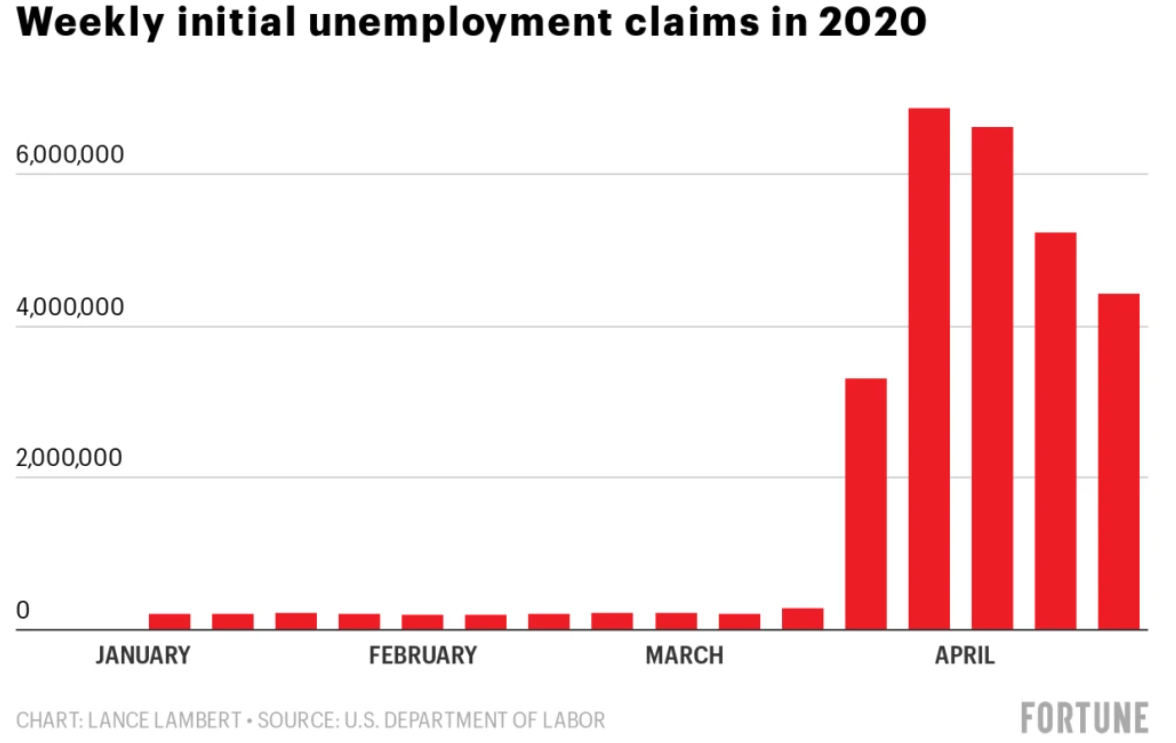 Weekly initial unemployment claims in 2020
6,000,000
4,000,000
2,000,000
0
JANUARY FEBRUARY MARCH APRIL
CHART: LANCE LAMBERT • SOURCE: U.S. DEPARTMENT OF LABOR
FORTUNE